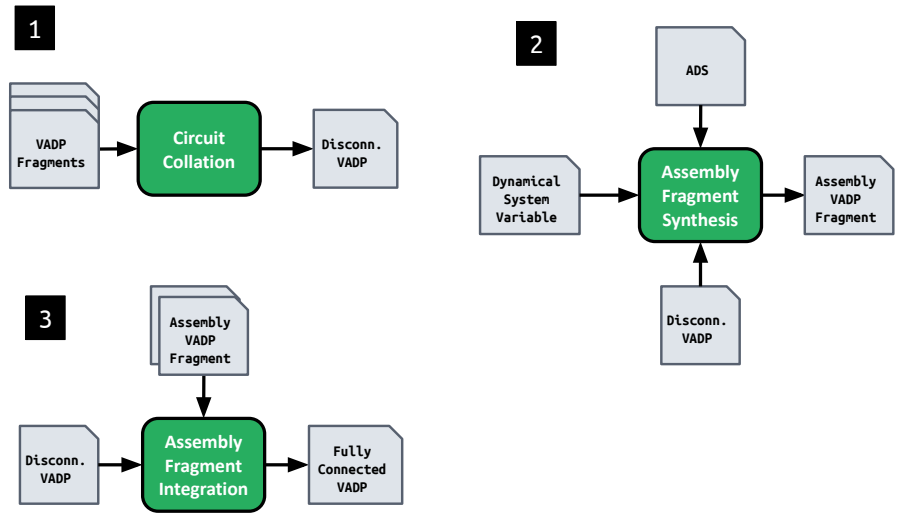 1
VADP
Fragments
Circuit
Collation
Disconn.
VADP
2
ADS
Dynamical
System
Variable
Assembly
Fragment
Synthesis
Assembly
VADP
Fragment
Disconn.
VADP
3
Assembly
VADP
Fragment
Disconn.
VADP
Assembly
Fragment
Integration
Fully
Connected
VADP